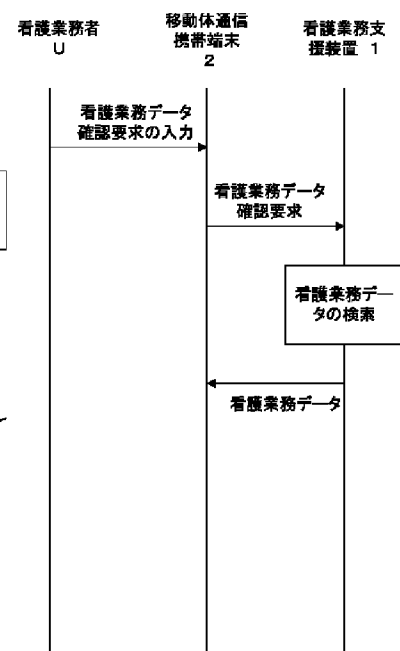 看護業務者
U
移動体通信
携帯端末
2
看護業務支
援装置 1
看護業務データ
確認要求の入力
看護業務データ
確認要求
看護業務デー
タの検索
看護業務データ